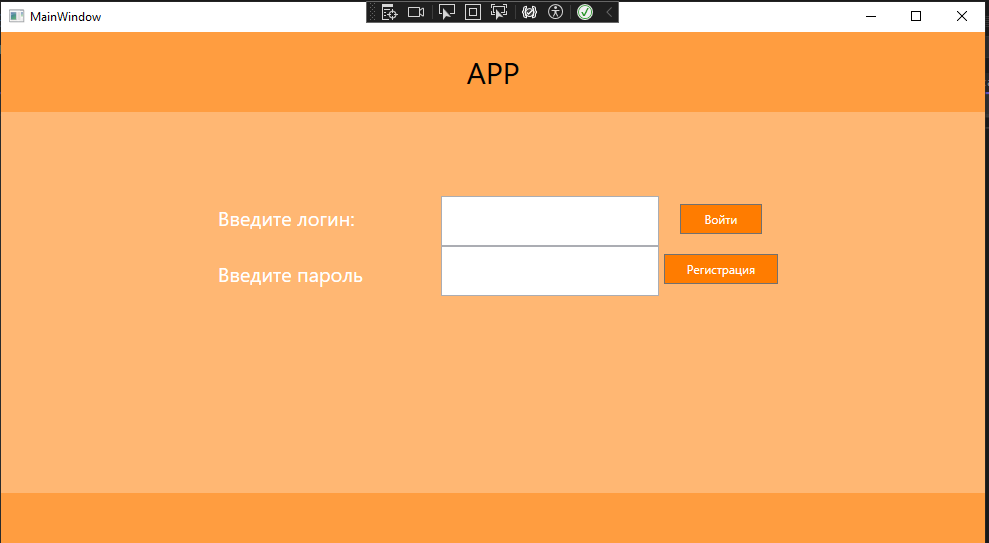 MainWindow
APP
Введите логин:
Войти
Введите пароль
Регистрация